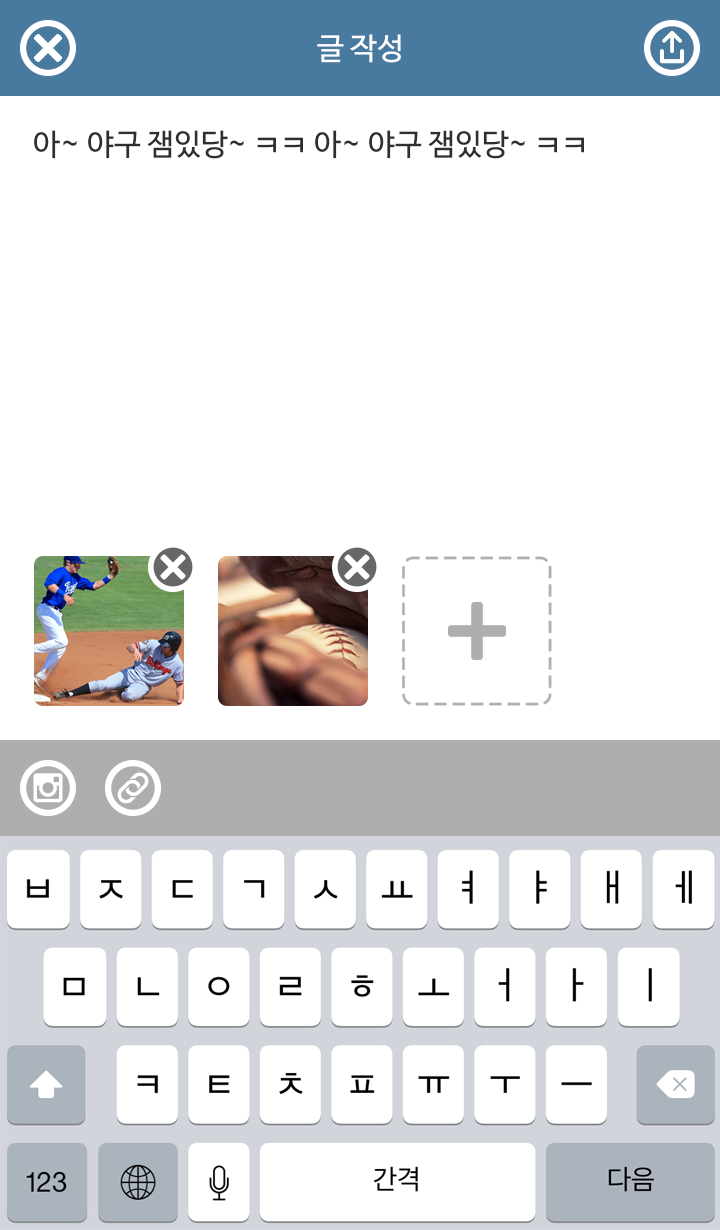 글 작성
아~ 야구 잼있당~ ㅋㅋ 아~ 야구 잼있당~ ㅋㅋ
ㅂ ㅈ ㄷ ㄱ ㅅ ㅛ ㅕ ㅑ ㅐ ㅔ
ㅁ ㄴ ㅇ ㄹ ㅎ ㅗ ㅓ ㅏ ㅣ
ㅋ ㅌ ㅊ ㅍ ㅠ ㅜ ㅡ
123 간격 다음